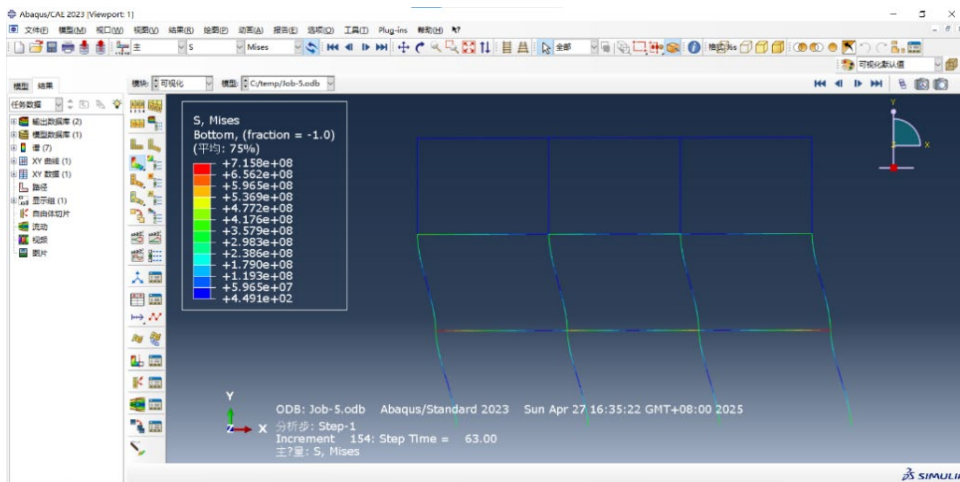 Abaqus/CAE 2023 [Viewport: 1]
文件(F) 模型(M) 视口(W) 视图(V) 结果(R) 绘图(P) 动画(A) 报告(E) 选项(O) 工具(T) Plug-ins 帮助(H)
主 S Mises 全部
可视化默认值
模型 结果 模块: 可视化 模型: C:/temp/Job-5.odb
任务数据
输出数据库 (2)
模型数据库 (1)
谱 (7)
XY 曲线 (1)
XY 数据 (1)
路径
显示组 (1)
自由体切片
流动
视频
图片
S, Mises
Bottom, (fraction = -1.0)
(平均: 75%)
+7.158e+08
+6.562e+08
+5.965e+08
+5.369e+08
+4.772e+08
+4.176e+08
+3.579e+08
+2.983e+08
+2.386e+08
+1.790e+08
+1.193e+08
+5.965e+07
+4.491e+02
Y
X
Z
Y
Z X
ODB: Job-5.odb Abaqus/Standard 2023 Sun Apr 27 16:35:22 GMT+08:00 2025
分析步: Step-1
Increment 154: Step Time = 63.00
主?量: S, Mises
SIMULIA